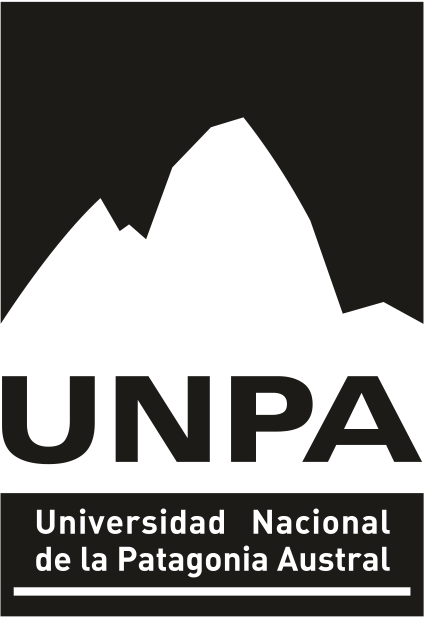 UNPA
Universidad Nacional
de la Patagonia Austral